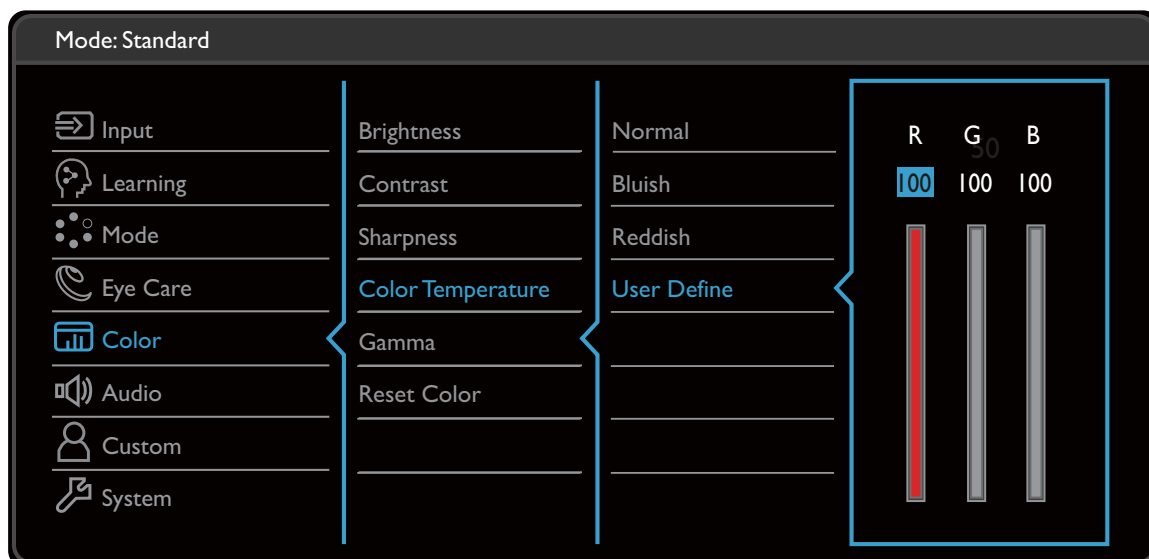 Mode: Standard
Input
Learning
Mode
Eye Care
Color
Audio
Custom
System
Brightness
Contrast
Sharpness
Color Temperature
Gamma
Reset Color
Normal
Bluish
Reddish
User Define
R G B
50
100 100 100